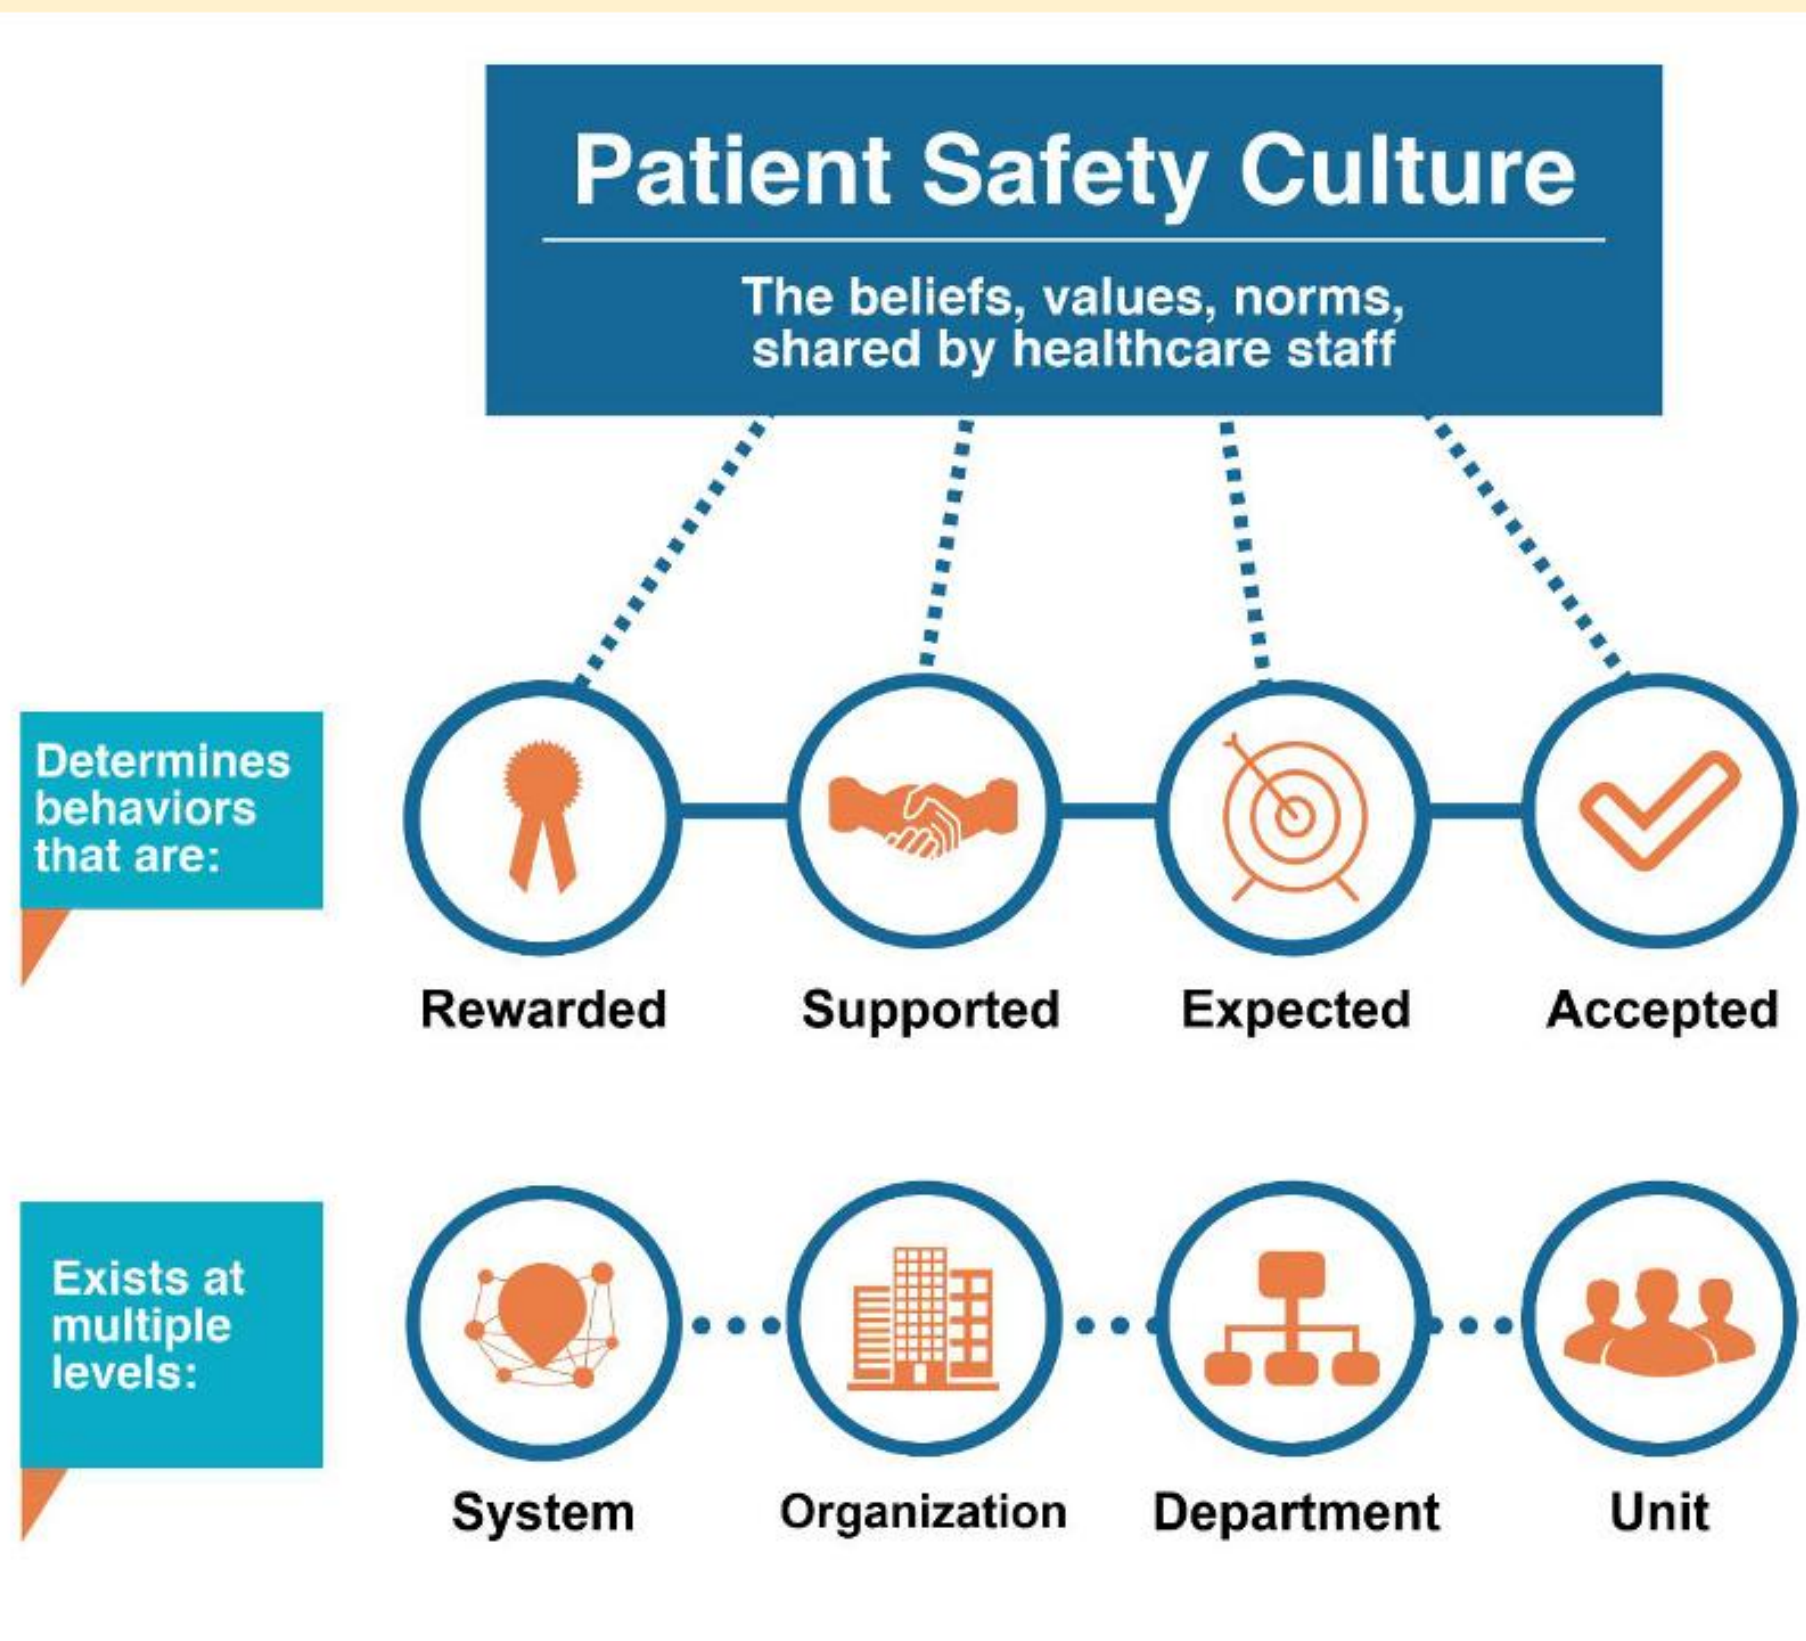 Patient Safety Culture
The beliefs, values, norms,
shared by healthcare staff
Determines
behaviors
that are:
Rewarded
Supported
Expected
Accepted
Exists at
multiple
levels:
System
Organization
Department
Unit